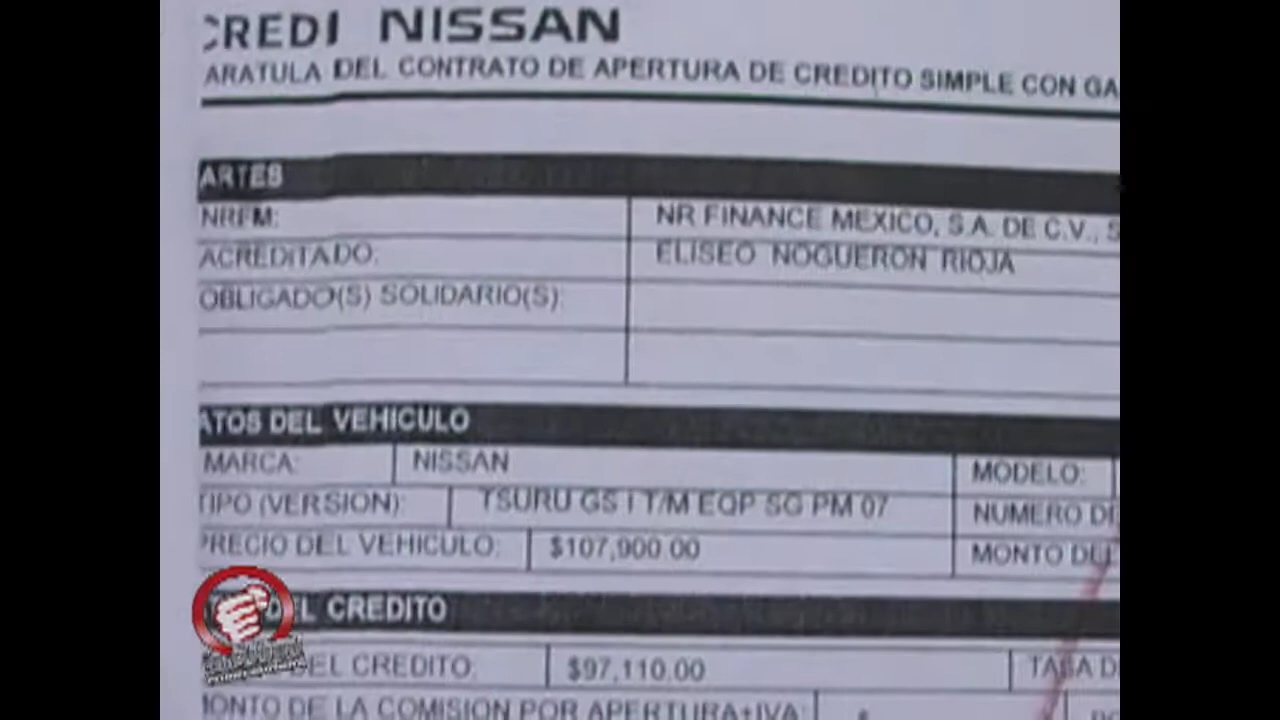 CREDI NISSAN
ARATULA DEL CONTRATO DE APERTURA DE CREDITO SIMPLE CON GA
ARTES
NRFM: NR FINANCE MEXICO, S.A. DE C.V., S
ACREDITADO: ELISEO NOGUERON RIOJA
OBLIGADO(S) SOLIDARIO(S):
ATOS DEL VEHICULO
MARCA: NISSAN MODELO:
TIPO (VERSION): TSURU GS I T/M EQP SG PM 07 NUMERO DE
PRECIO DEL VEHICULO: $107,900.00 MONTO DEL
DEL CREDITO
DEL CREDITO: $97,110.00 TASA D
MONTO DE LA COMISION POR APERTURA+IVA: $